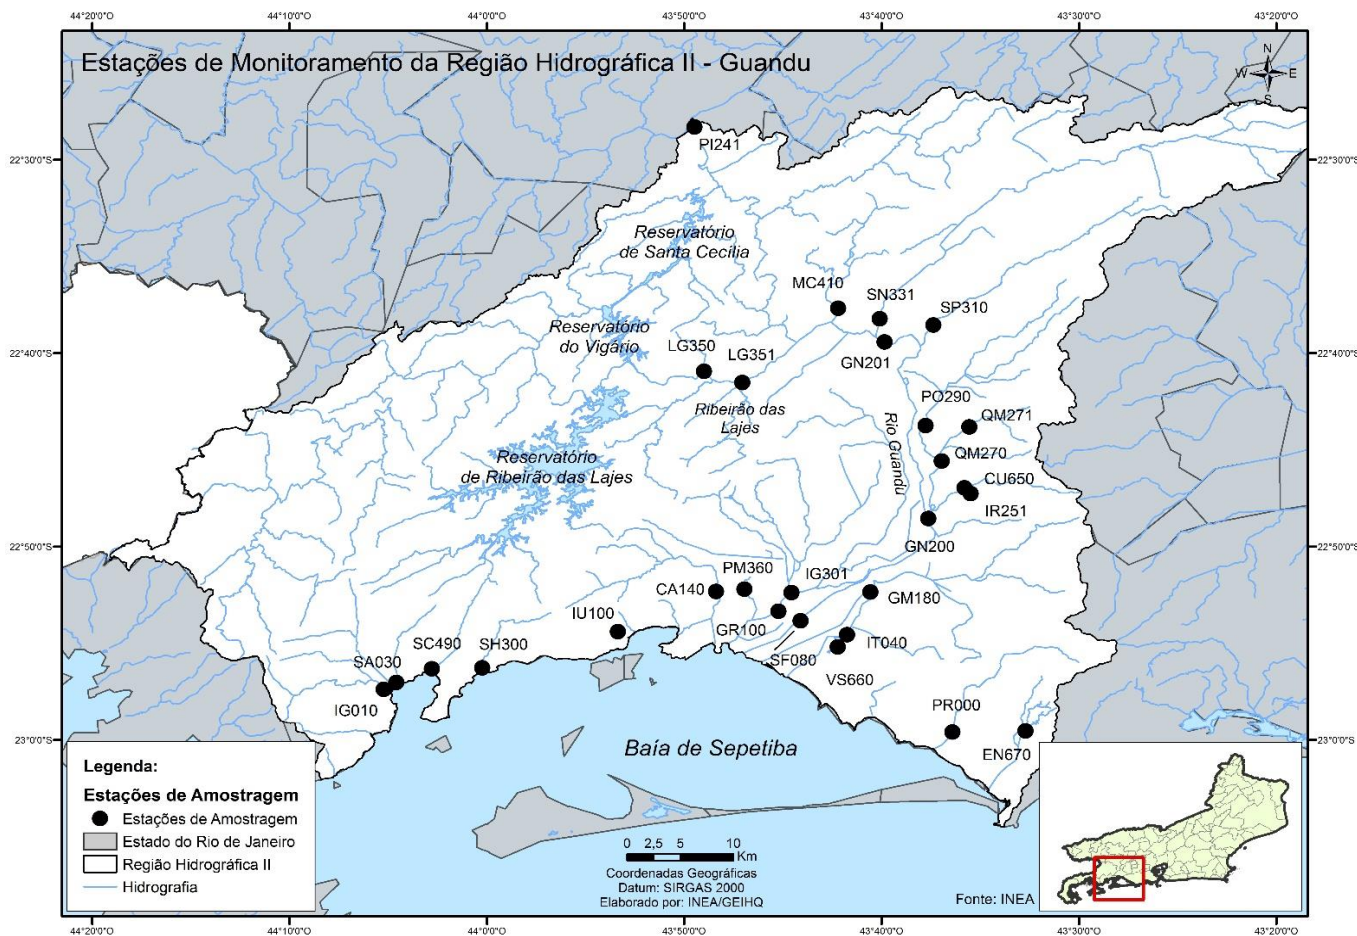 44°20'0"O 44°10'0"O 44°0'0"O 43°50'0"O 43°40'0"O 43°30'0"O 43°20'0"O
Estações de Monitoramento da Região Hidrográfica II - Guandu
N
W E
S
PI241
22°30'0"S 22°30'0"S
Reservatório
de Santa Cecília
MC410
SN331
SP310
Reservatório
do Vigário
LG350
LG351
GN201
22°40'0"S 22°40'0"S
Ribeirão das
Lajes
Rio Guandu
PO290
QM271
QM270
Reservatório
de Ribeirão das Lajes
CU650
IR251
GN200
22°50'0"S 22°50'0"S
PM360
IG301
CA140
GM180
IU100
GR100
SC490
SH300
IT040
SF080
SA030
VS660
IG010
PR000
23°0'0"S 23°0'0"S
Baía de Sepetiba
EN670
Legenda:
Estações de Amostragem
Estações de Amostragem
Estado do Rio de Janeiro
Região Hidrográfica II
Hidrografia
0 2,5 5 10
Km
Coordenadas Geográficas
Datum: SIRGAS 2000
Elaborado por: INEA/GEIHQ
Fonte: INEA
44°20'0"O 44°10'0"O 44°0'0"O 43°50'0"O 43°40'0"O 43°30'0"O 43°20'0"O